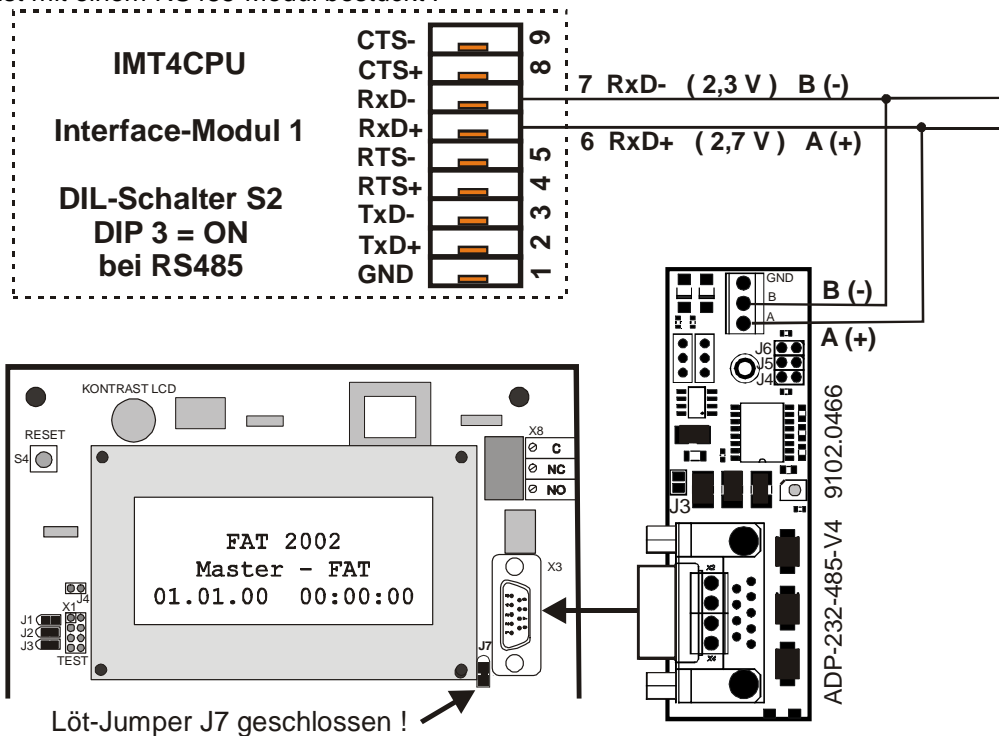 IMT4CPU
Interface-Modul 1
DIL-Schalter S2
DIP 3 = ON
bei RS485
CTS- 9
CTS+ 8
RxD-
RxD+
RTS- 5
RTS+ 4
TxD- 3
TxD+ 2
GND 1
7 RxD- ( 2,3 V ) B (-)
6 RxD+ ( 2,7 V ) A (+)
GND
B
A
B (-)
A (+)
J6
J5
J4
J3
X2
X4
ADP-232-485-V4 9102.0466
KONTRAST LCD
RESET
S4
X8
C
NC
NO
FAT 2002
Master - FAT
01.01.00 00:00:00
X3
J4
X1
J1
J2
J3
TEST
J7
Löt-Jumper J7 geschlossen !